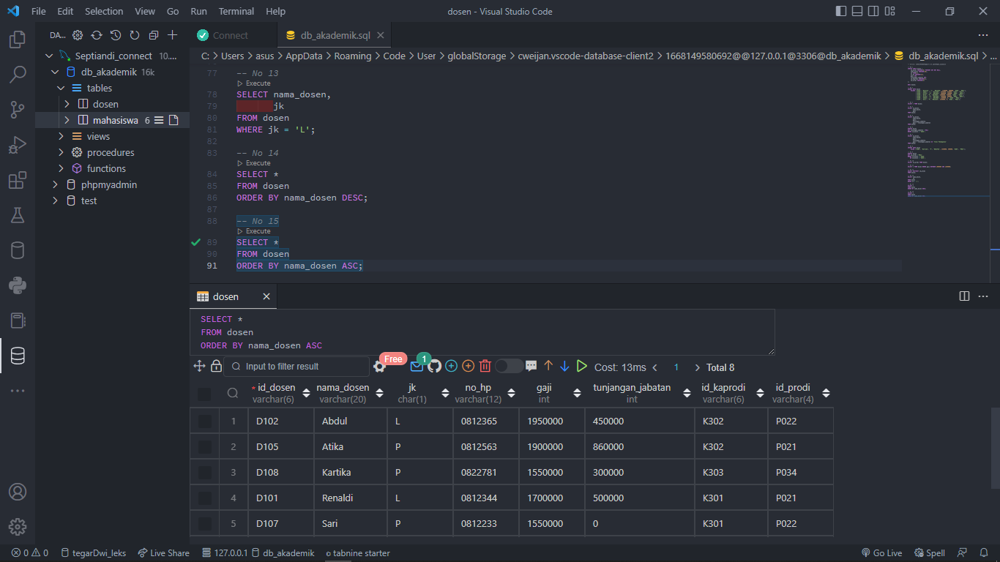 File Edit Selection View Go Run Terminal Help dosen - Visual Studio Code
DA...
Connect
db_akademik.sql
Septiandi_connect 10....
C: > Users > asus > AppData > Roaming > Code > User > globalStorage > cweijan.vscode-database-client2 > 1668149580692@@127.0.0.1@3306@db_akademik > db_akademik.sql > ...
db_akademik 16k
tables
dosen
mahasiswa 6
views
procedures
functions
phpmyadmin
test
77 -- No 13
Execute
78 SELECT nama_dosen,
79 jk
80 FROM dosen
81 WHERE jk = 'L';
82
83 -- No 14
Execute
84 SELECT *
85 FROM dosen
86 ORDER BY nama_dosen DESC;
87
88 -- No 15
Execute
89 SELECT *
90 FROM dosen
91 ORDER BY nama_dosen ASC;
dosen
SELECT *
FROM dosen
ORDER BY nama_dosen ASC
Input to filter result Free 1 Cost: 13ms < 1 > Total 8
* id_dosen nama_dosen jk no_hp gaji tunjangan_jabatan id_kaprodi id_prodi
varchar(6) varchar(20) char(1) varchar(12) int int varchar(6) varchar(4)
1 D102 Abdul L 0812365 1950000 450000 K302 P022
2 D105 Atika P 0812563 1900000 860000 K302 P021
3 D108 Kartika P 0822781 1550000 300000 K303 P034
4 D101 Renaldi L 0812344 1700000 500000 K301 P021
5 D107 Sari P 0812233 1550000 0 K301 P022
0 0 tegarDwi_leks Live Share 127.0.0.1 db_akademik tabnine starter Go Live Spell